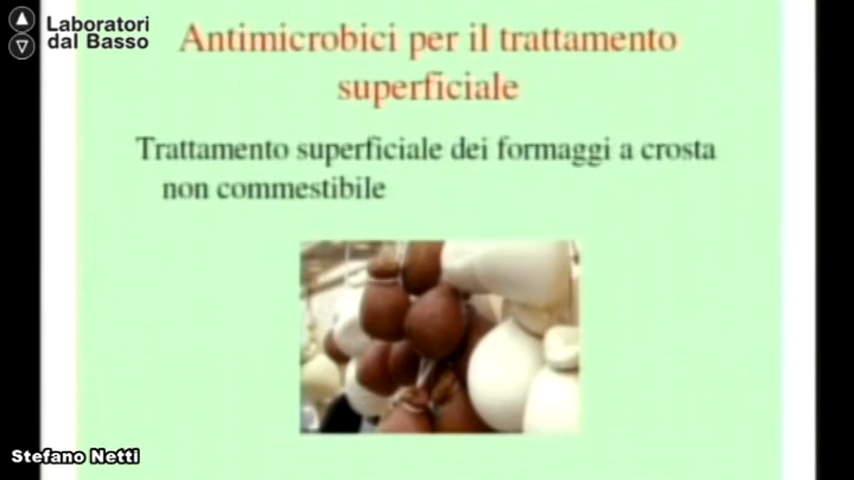 Laboratori
dal Basso
Antimicrobici per il trattamento
superficiale
Trattamento superficiale dei formaggi a crosta
non commestibile
Stefano Netti